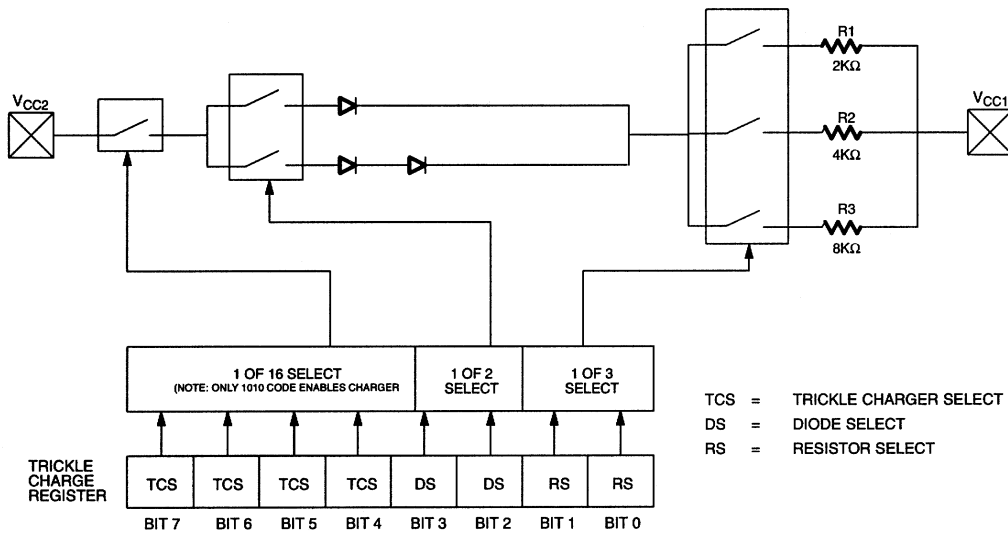 R1
2KΩ
VCC2
VCC1
R2
4KΩ
R3
8KΩ
1 OF 16 SELECT
(NOTE: ONLY 1010 CODE ENABLES CHARGER
1 OF 2
SELECT
1 OF 3
SELECT
TCS = TRICKLE CHARGER SELECT
DS = DIODE SELECT
RS = RESISTOR SELECT
TRICKLE
CHARGE
REGISTER
TCS TCS TCS TCS DS DS RS RS
BIT 7 BIT 6 BIT 5 BIT 4 BIT 3 BIT 2 BIT 1 BIT 0